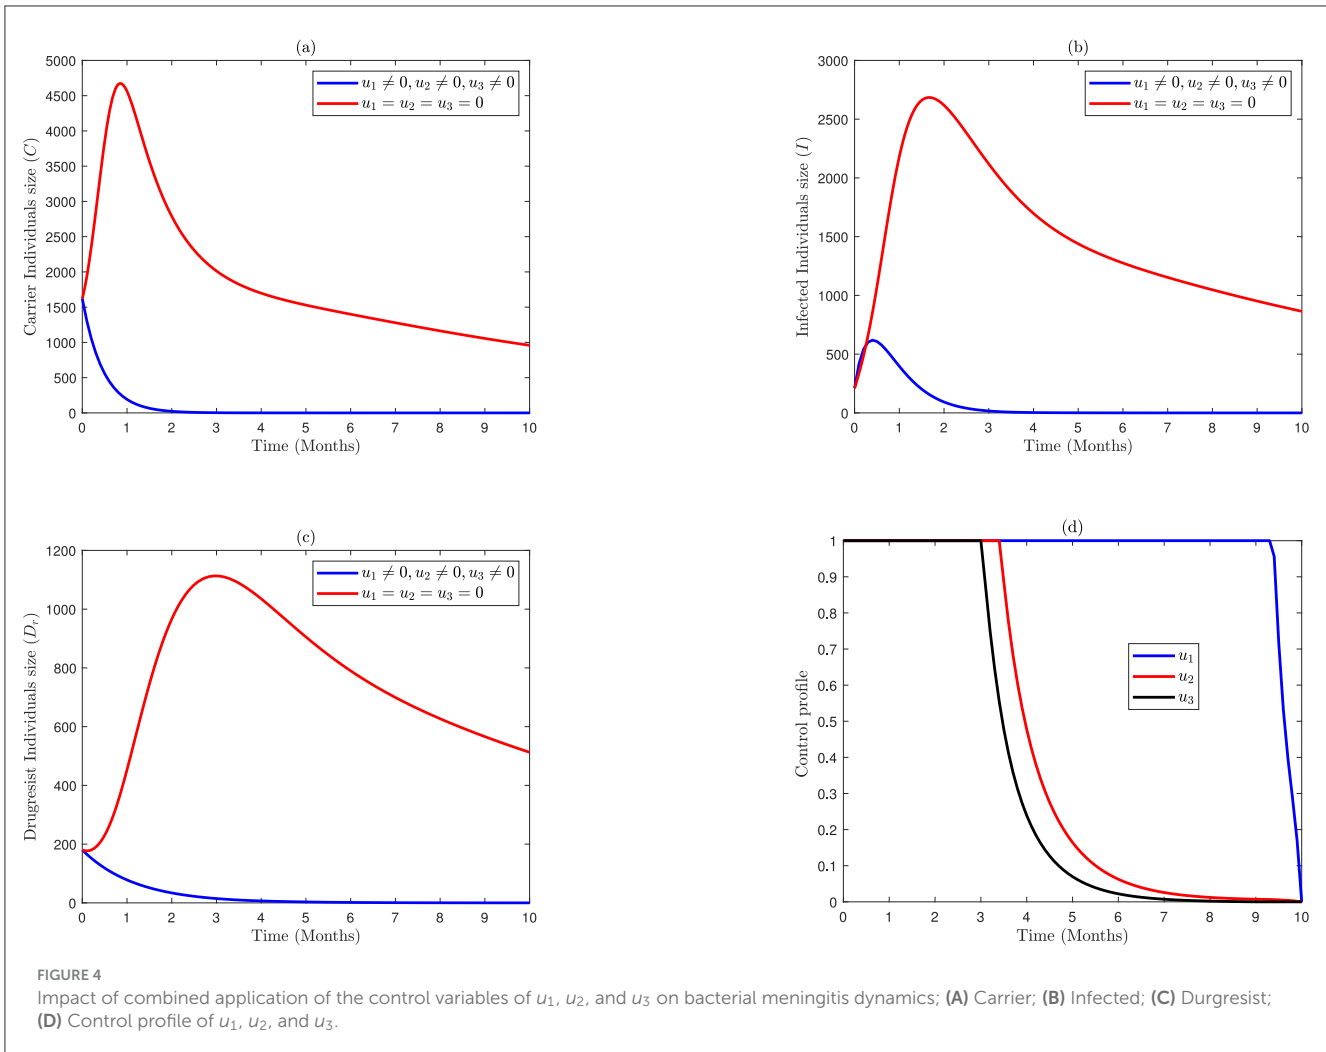 (a)
5000
4500
4000
3500
3000
2500
2000
1500
1000
500
0
Carrier Individuals size (C)
u₁ ≠ 0, u₂ ≠ 0, u₃ ≠ 0
u₁ = u₂ = u₃ = 0
0 1 2 3 4 5 6 7 8 9 10
Time (Months)
(b)
3000
2500
2000
1500
1000
500
0
Infected Individuals size (I)
u₁ ≠ 0, u₂ ≠ 0, u₃ ≠ 0
u₁ = u₂ = u₃ = 0
0 1 2 3 4 5 6 7 8 9 10
Time (Months)
(c)
1200
1000
800
600
400
200
0
Drugresist Individuals size (Dᵣ)
u₁ ≠ 0, u₂ ≠ 0, u₃ ≠ 0
u₁ = u₂ = u₃ = 0
0 1 2 3 4 5 6 7 8 9 10
Time (Months)
(d)
1
0.9
0.8
0.7
0.6
0.5
0.4
0.3
0.2
0.1
0
Control profile
u₁
u₂
u₃
0 1 2 3 4 5 6 7 8 9 10
Time (Months)
FIGURE 4
Impact of combined application of the control variables of u₁, u₂, and u₃ on bacterial meningitis dynamics; (A) Carrier; (B) Infected; (C) Durgresist;
(D) Control profile of u₁, u₂, and u₃.